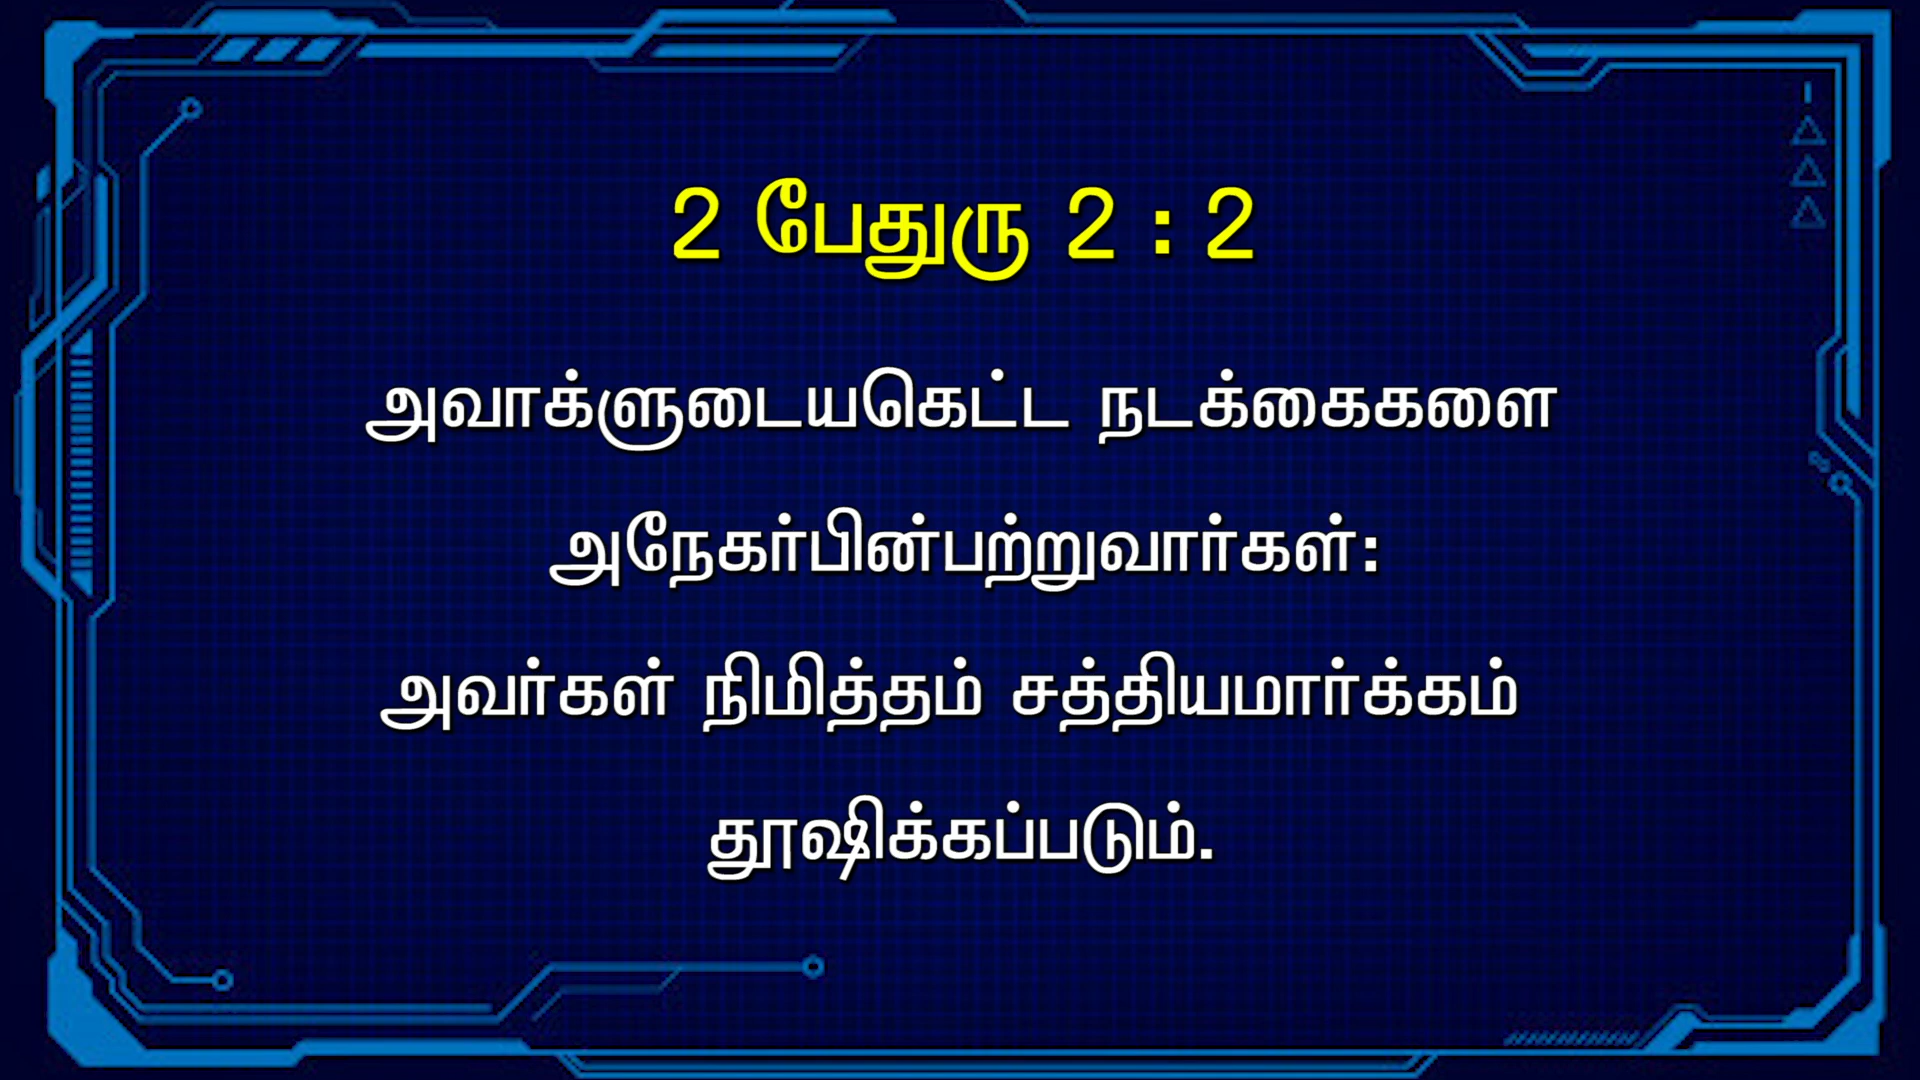 2 பேதுரு 2 : 2
அவாக்ளுடையகெட்ட நடக்கைகளை
அநேகர்பின்பற்றுவார்கள்:
அவர்கள் நிமித்தம் சத்தியமார்க்கம்
தூஷிக்கப்படும்.